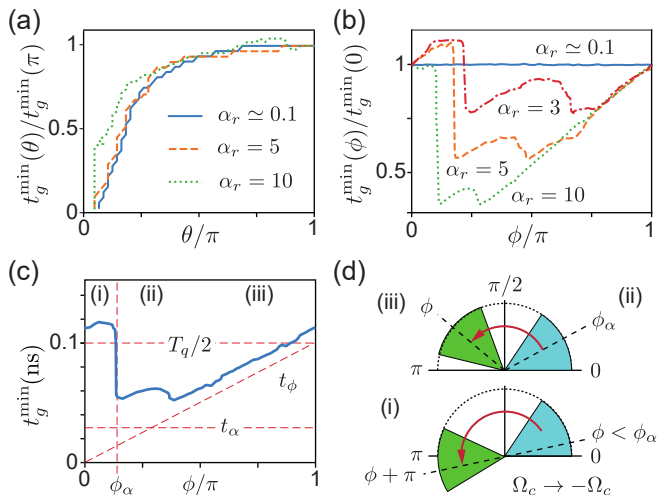 (a)
t_g^min(θ)/t_g^min(π)
1
0.5
0
α_r ≃ 0.1
α_r = 5
α_r = 10
0
θ/π
1
(b)
t_g^min(ϕ)/t_g^min(0)
1
0.5
α_r ≃ 0.1
α_r = 3
α_r = 5
α_r = 10
0
ϕ/π
1
(c)
t_g^min(ns)
0.1
0
(i)
(ii)
(iii)
T_q/2
t_ϕ
t_α
0
ϕ_α
ϕ/π
1
(d)
π/2
(iii)
ϕ
(ii)
ϕ_α
π
0
(i)
ϕ < ϕ_α
π
0
ϕ + π
Ω_c → −Ω_c